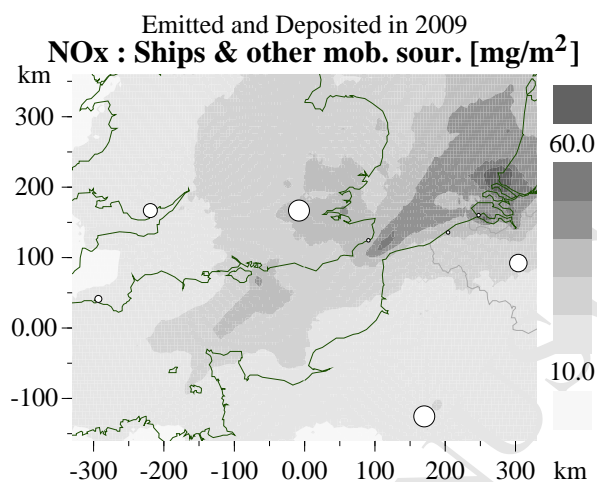 Emitted and Deposited in 2009
NOx : Ships & other mob. sour. [mg/m²]
km
300
200
100
0.00
-100
-300 -200 -100 0.00 100 200 300 km
60.0
10.0